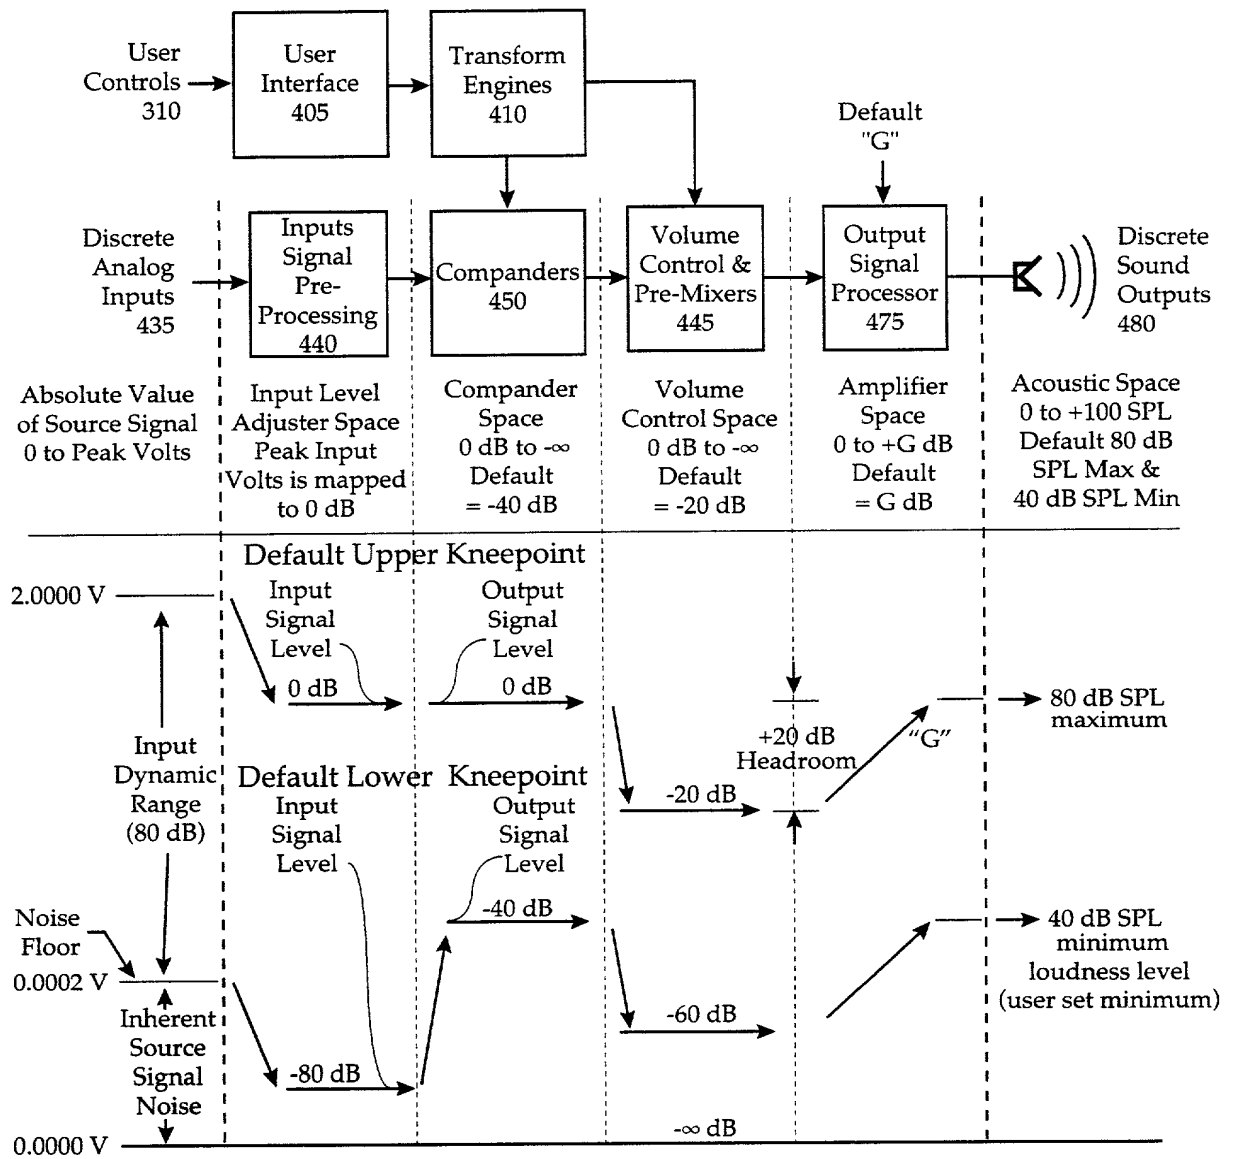 User
Controls
310
User
Interface
405
Transform
Engines
410
Default
"G"
Discrete
Analog
Inputs
435
Inputs
Signal
Pre-
Processing
440
Companders
450
Volume
Control &
Pre-Mixers
445
Output
Signal
Processor
475
Discrete
Sound
Outputs
480
Absolute Value
of Source Signal
0 to Peak Volts
Input Level
Adjuster Space
Peak Input
Volts is mapped
to 0 dB
Compander
Space
0 dB to -∞
Default
= -40 dB
Volume
Control Space
0 dB to -∞
Default
= -20 dB
Amplifier
Space
0 to +G dB
Default
= G dB
Acoustic Space
0 to +100 SPL
Default 80 dB
SPL Max &
40 dB SPL Min
Default Upper Kneepoint
2.0000 V
Input
Signal
Level
0 dB
Output
Signal
Level
0 dB
80 dB SPL
maximum
+20 dB
Headroom
"G"
Input
Dynamic
Range
(80 dB)
Default Lower Kneepoint
Input
Signal
Level
Output
Signal
Level
-20 dB
-40 dB
Noise
Floor
0.0002 V
40 dB SPL
minimum
loudness level
(user set minimum)
Inherent
Source
Signal
Noise
-60 dB
-80 dB
0.0000 V
-∞ dB